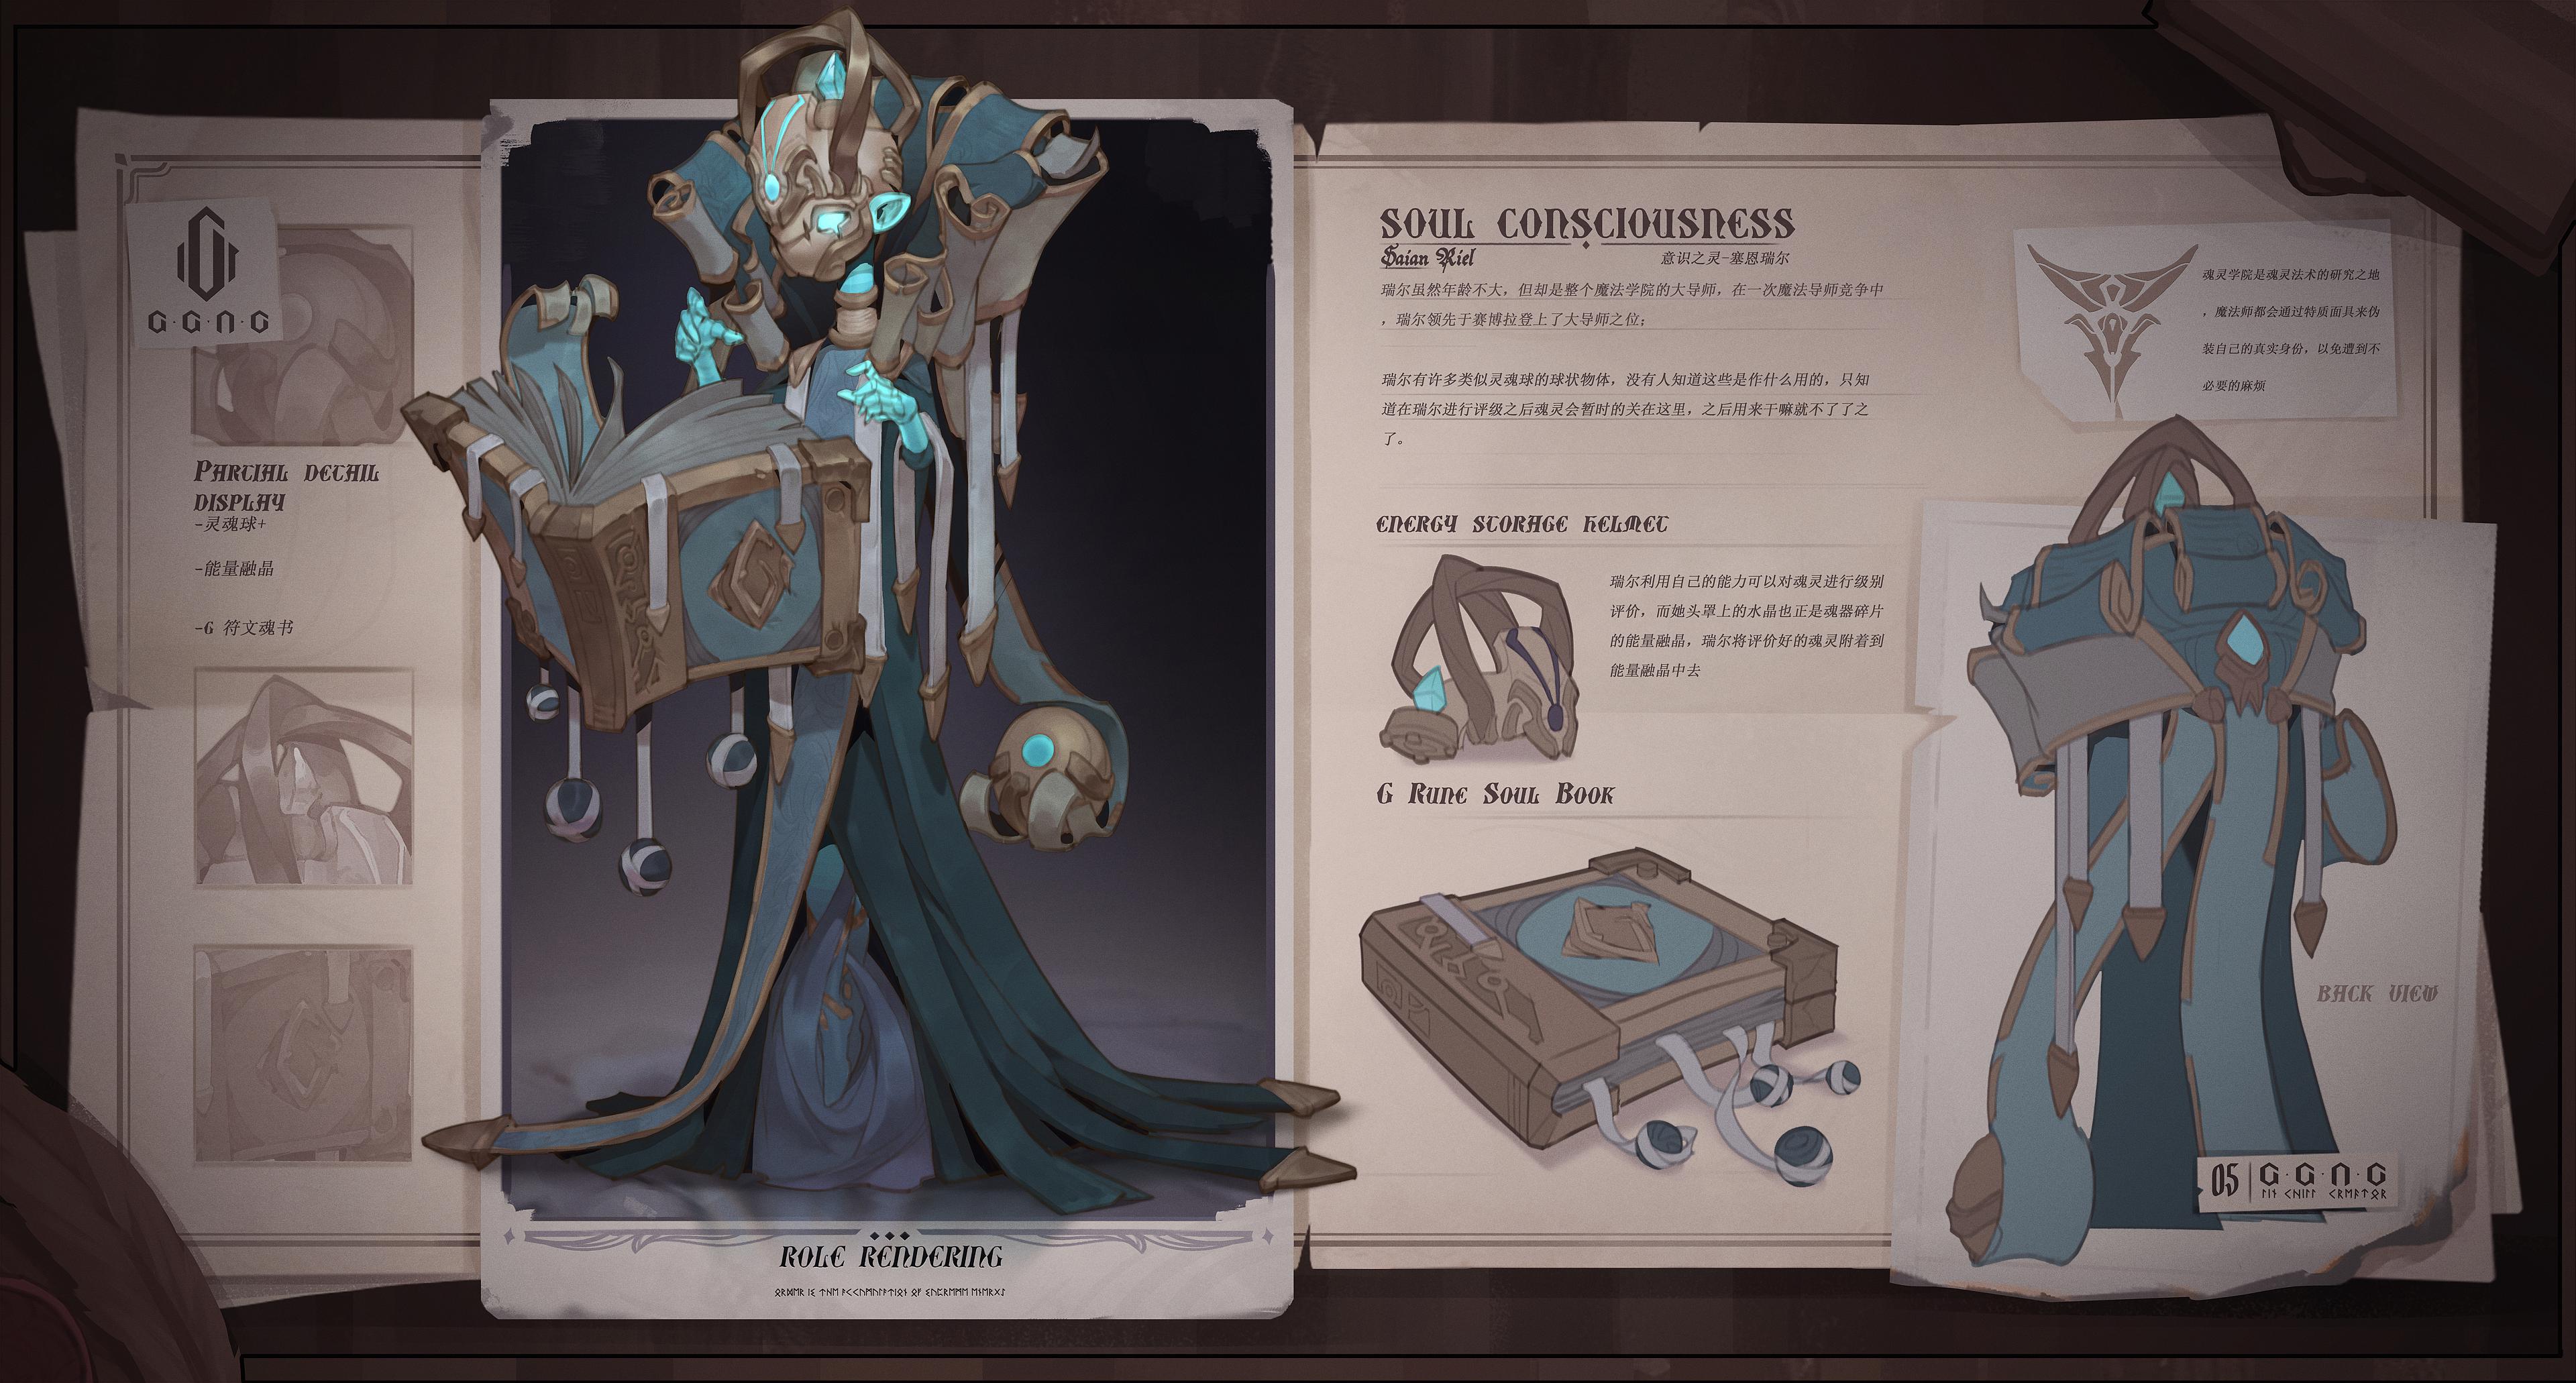 G·G·N·G
PARTIAL DETAIL
DISPLAY
-灵魂球+
-能量融晶
-G 符文魂书
ROLE RENDERING
SOUL CONSCIOUSNESS
Saian Riel
意识之灵-塞恩瑞尔
瑞尔虽然年龄不大，但却是整个魔法学院的大导师，在一次魔法导师竞争中
，瑞尔领先于赛博拉登上了大导师之位；
瑞尔有许多类似灵魂球的球状物体，没有人知道这些是作什么用的，只知
道在瑞尔进行评级之后魂灵会暂时的关在这里，之后用来干嘛就不了了之
了。
ENERGY STORAGE HELMET
瑞尔利用自己的能力可以对魂灵进行级别
评价，而她头罩上的水晶也正是魂器碎片
的能量融晶，瑞尔将评价好的魂灵附着到
能量融晶中去
G RUNE SOUL BOOK
魂灵学院是魂灵法术的研究之地
，魔法师都会通过特质面具来伪
装自己的真实身份，以免遭到不
必要的麻烦
BACK VIEW
05 G·G·N·G